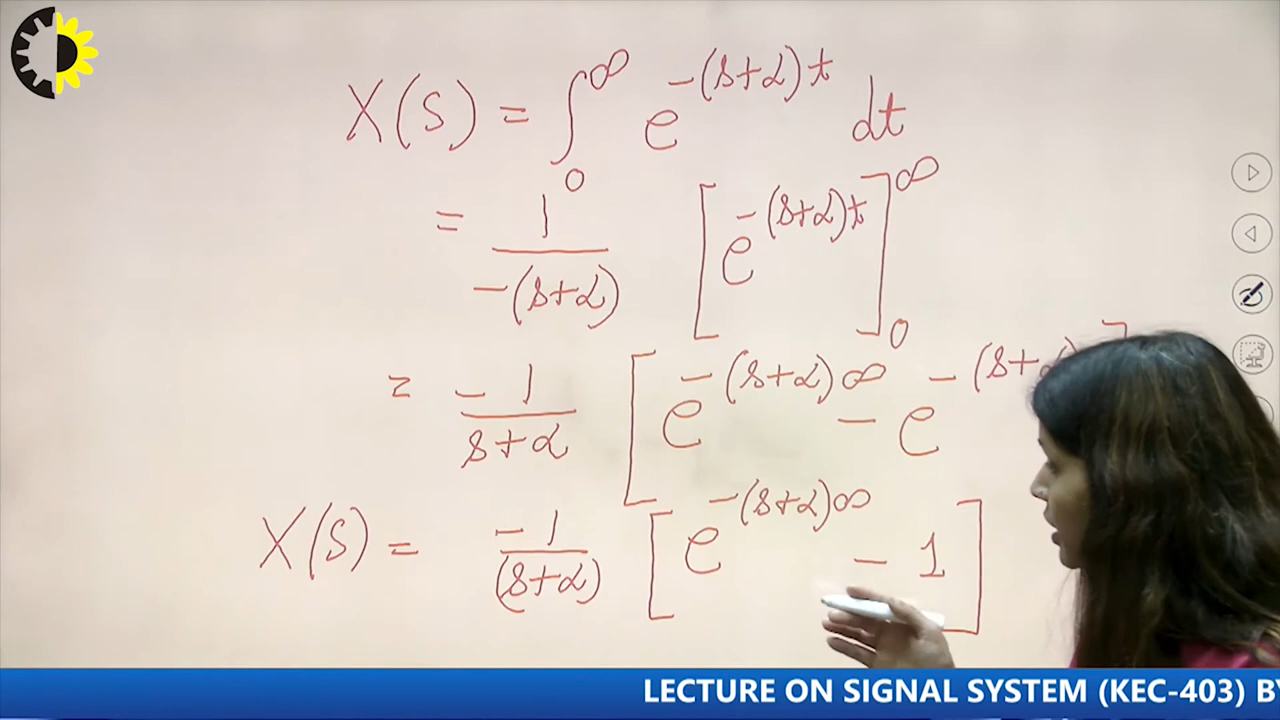 X(s) = ∫₀^∞ e^{-(s+α)t} dt
= 1/-(s+α) [e^{-(s+α)t}]₀^∞
= -1/s+α [e^{-(s+α)∞} - e^{-(s+
X(s) = -1/(s+α) [e^{-(s+α)∞} - 1]
LECTURE ON SIGNAL SYSTEM (KEC-403) BY